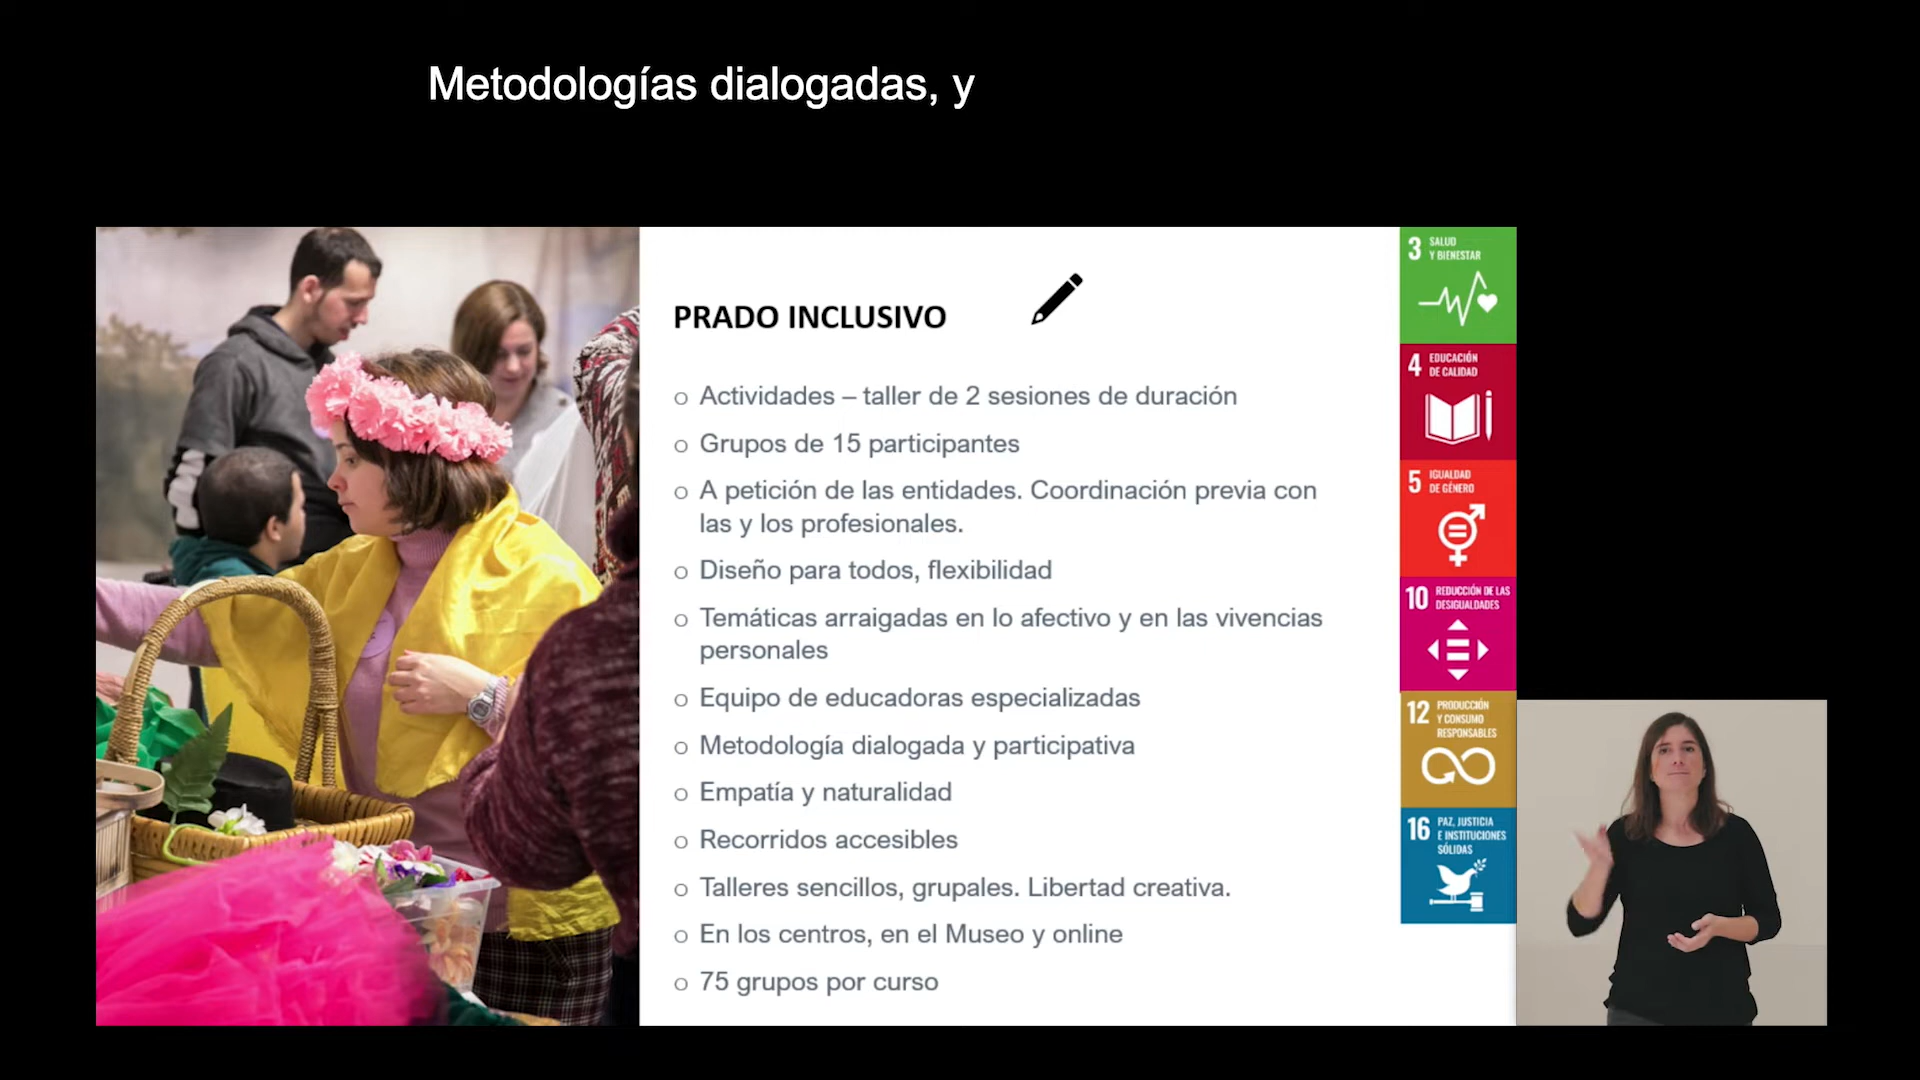 Metodologías dialogadas, y
PRADO INCLUSIVO
o Actividades – taller de 2 sesiones de duración
o Grupos de 15 participantes
o A petición de las entidades. Coordinación previa con
las y los profesionales.
o Diseño para todos, flexibilidad
o Temáticas arraigadas en lo afectivo y en las vivencias
personales
o Equipo de educadoras especializadas
o Metodología dialogada y participativa
o Empatía y naturalidad
o Recorridos accesibles
o Talleres sencillos, grupales. Libertad creativa.
o En los centros, en el Museo y online
o 75 grupos por curso
3 SALUD
Y BIENESTAR
4 EDUCACIÓN
DE CALIDAD
5 IGUALDAD
DE GÉNERO
10 REDUCCIÓN DE LAS
DESIGUALDADES
12 PRODUCCIÓN
Y CONSUMO
RESPONSABLES
16 PAZ, JUSTICIA
E INSTITUCIONES
SÓLIDAS